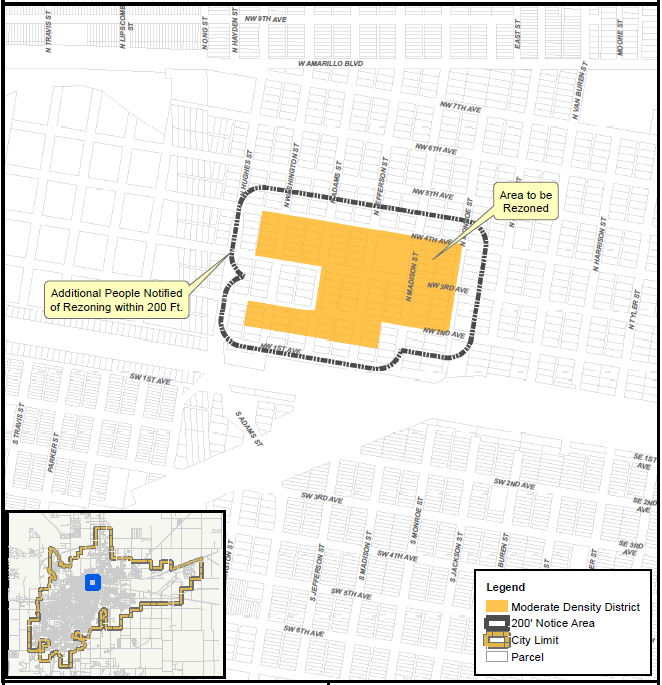 N TRAVIS ST
N LIPSCOMB
ST
N ONG ST
N HAYDEN ST
NW 9TH AVE
EAST ST
MOORE ST
W AMARILLO BLVD
N VAN BUREN ST
NW 7TH AVE
NW 6TH AVE
N HUGHES ST
N WASHINGTON ST
ADAMS ST
N JEFFERSON ST
NW 5TH AVE
Area to be
Rezoned
NW 4TH AVE
N HARRISON ST
N MADISON ST
NW 3RD AVE
N TYLER ST
Additional People Notified
of Rezoning within 200 Ft.
NW 2ND AVE
NW 1ST AVE
SW 1ST AVE
S TRAVIS ST
PARKER ST
S ADAMS ST
SE 1ST
AVE
SW 2ND AVE
SW 3RD AVE
SE 2ND
AVE
S MONROE ST
SE 3RD
AVE
S JEFFERSON ST
S MADISON ST
SW 4TH AVE
S JACKSON ST
BUREN ST
ST
SW 5TH AVE
SW 6TH AVE
Legend
Moderate Density District
200' Notice Area
City Limit
Parcel